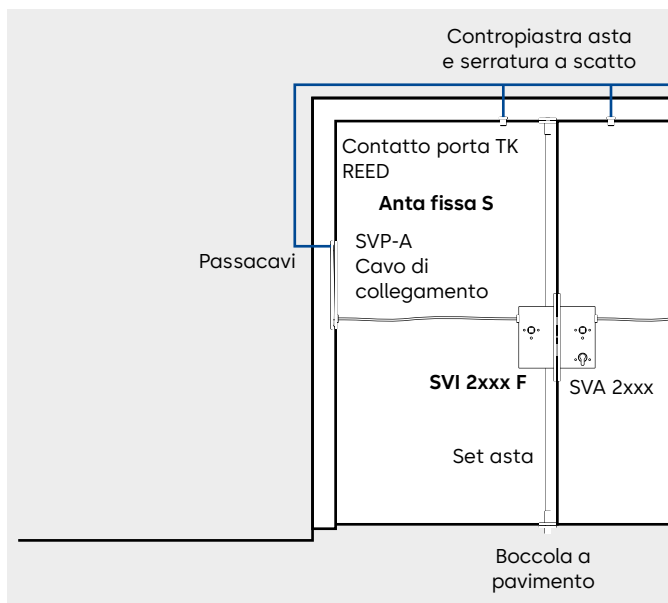 Contropiastra asta
e serratura a scatto
Contatto porta TK
REED
Anta fissa S
Passacavi
SVP-A
Cavo di
collegamento
SVI 2xxx F
SVA 2xxx
Set asta
Boccola a
pavimento